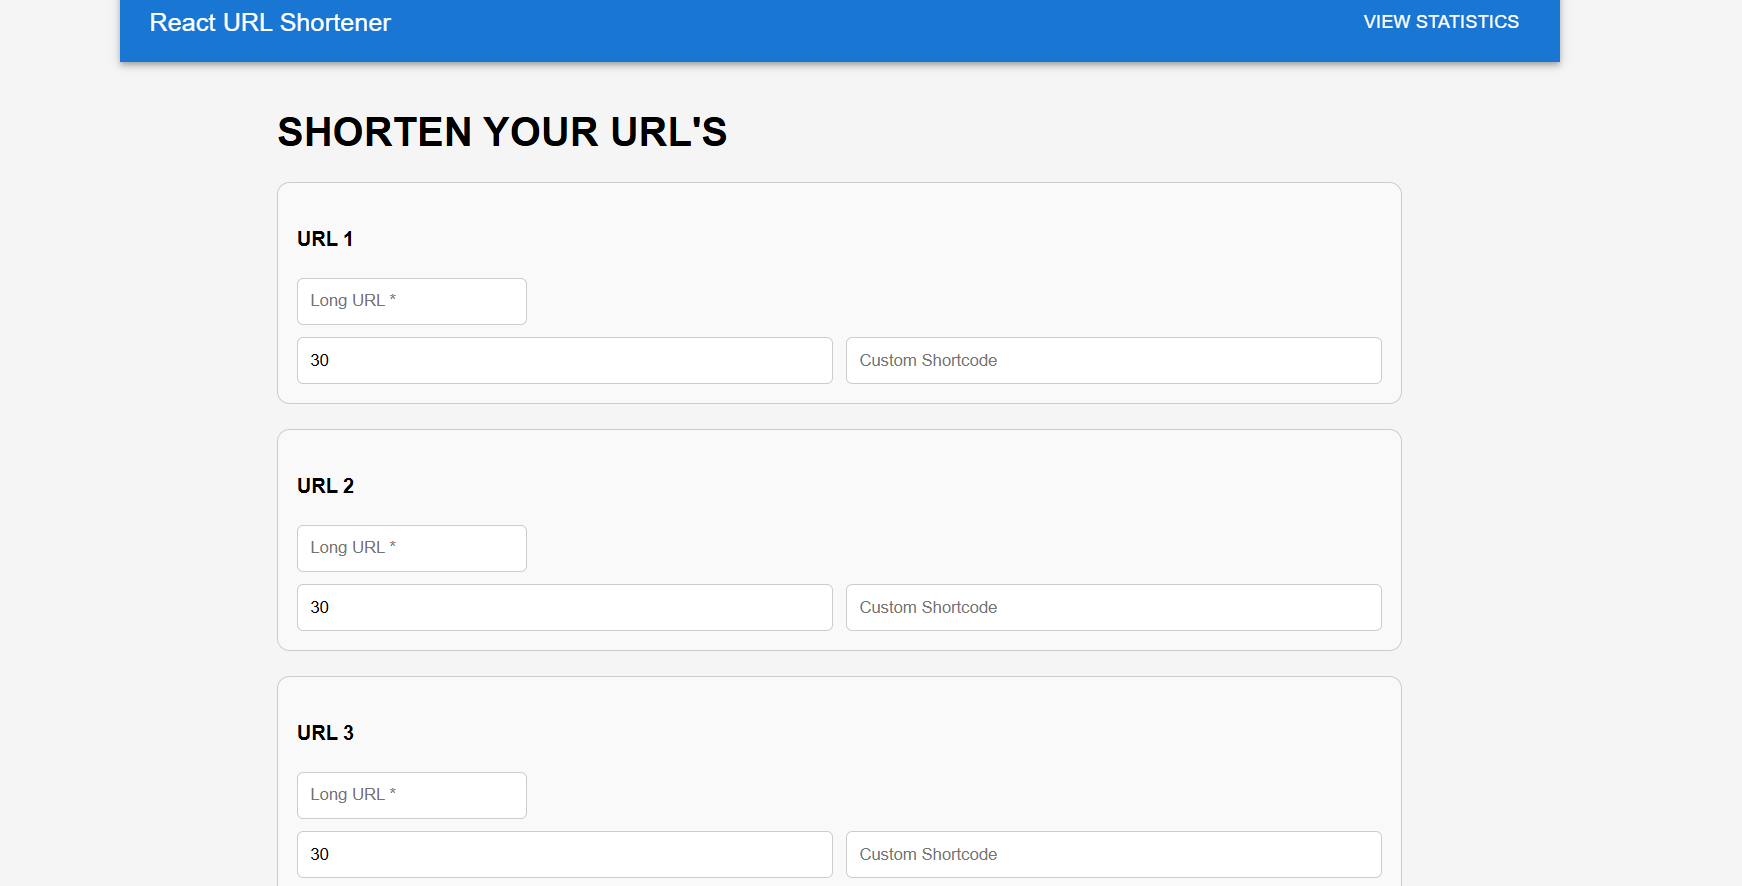 React URL Shortener
VIEW STATISTICS
SHORTEN YOUR URL'S
URL 1
Long URL *
30
Custom Shortcode
URL 2
Long URL *
30
Custom Shortcode
URL 3
Long URL *
30
Custom Shortcode